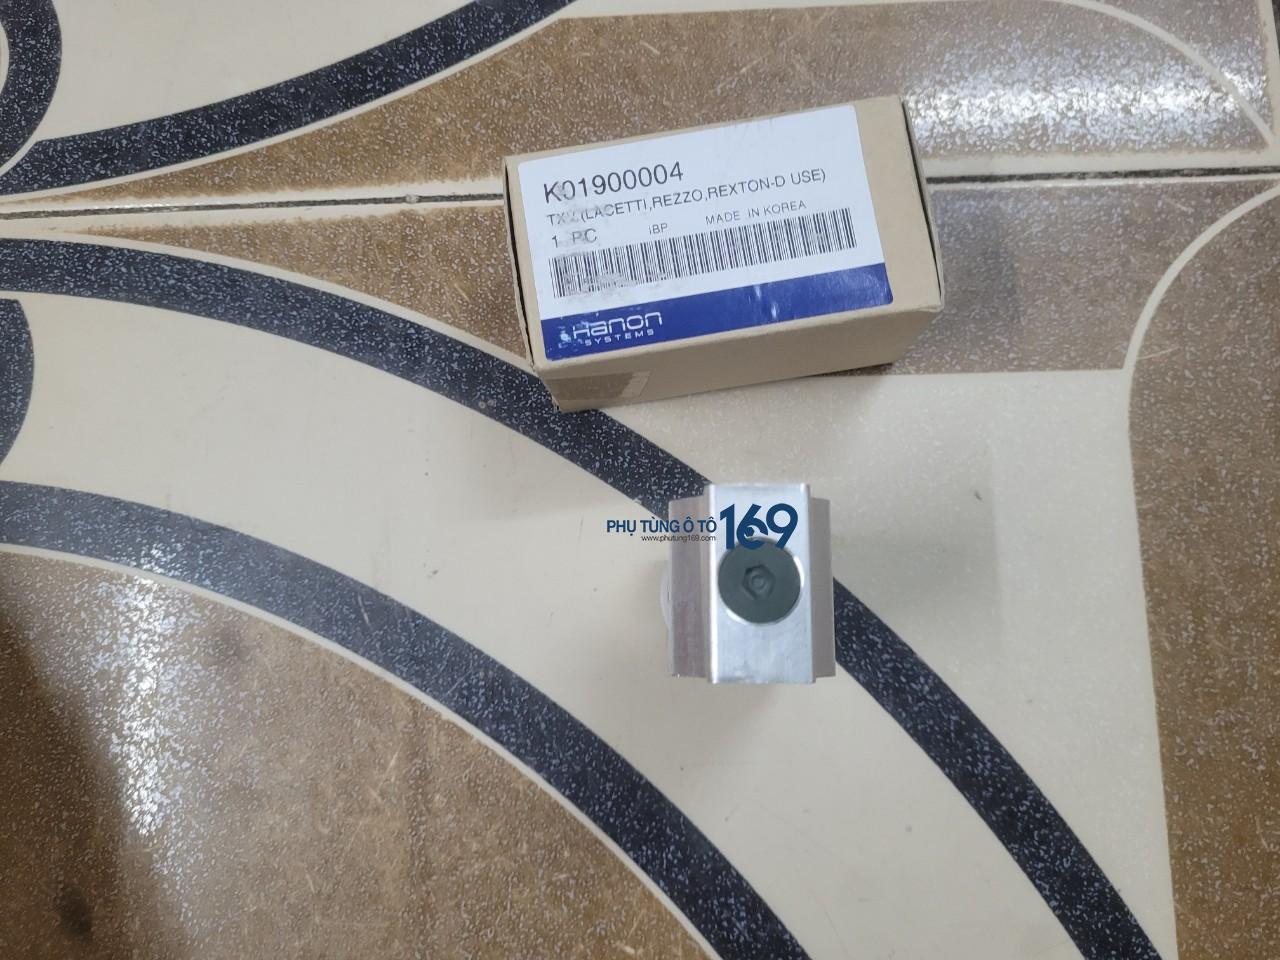 K01900004
TXV (LACETTI,REZZO,REXTON-D USE)
1 PC iBP MADE IN KOREA
Hanon
SYSTEMS
PHỤ TÙNG Ô TÔ 169
www.phutung169.com